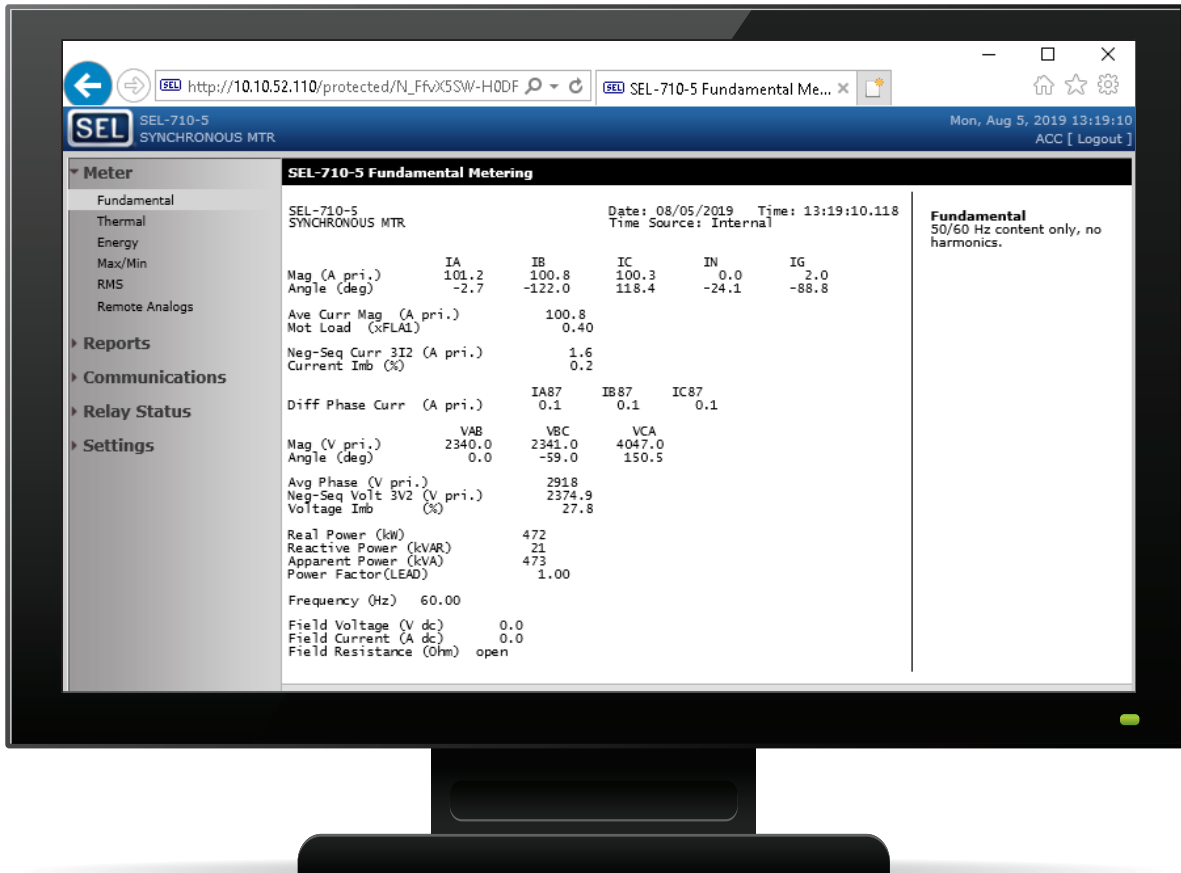 http://10.10.52.110/protected/N_FfvX5SW-H0DF
SEL SEL-710-5 Fundamental Me...
SEL
SEL-710-5
SYNCHRONOUS MTR
Mon, Aug 5, 2019 13:19:10
ACC [ Logout ]
Meter
Fundamental
Thermal
Energy
Max/Min
RMS
Remote Analogs
Reports
Communications
Relay Status
Settings
SEL-710-5 Fundamental Metering
SEL-710-5 Date: 08/05/2019 Time: 13:19:10.118
SYNCHRONOUS MTR Time Source: Internal
IA IB IC IN IG
Mag (A pri.) 101.2 100.8 100.3 0.0 2.0
Angle (deg) -2.7 -122.0 118.4 -24.1 -88.8
Ave Curr Mag (A pri.) 100.8
Mot Load (xFLA1) 0.40
Neg-Seq Curr 3I2 (A pri.) 1.6
Current Imb (%) 0.2
IA87 IB87 IC87
Diff Phase Curr (A pri.) 0.1 0.1 0.1
VAB VBC VCA
Mag (V pri.) 2340.0 2341.0 4047.0
Angle (deg) 0.0 -59.0 150.5
Avg Phase (V pri.) 2918
Neg-Seq Volt 3V2 (V pri.) 2374.9
Voltage Imb (%) 27.8
Real Power (kW) 472
Reactive Power (kVAR) 21
Apparent Power (kVA) 473
Power Factor(LEAD) 1.00
Frequency (Hz) 60.00
Field Voltage (V dc) 0.0
Field Current (A dc) 0.0
Field Resistance (Ohm) open
Fundamental
50/60 Hz content only, no
harmonics.